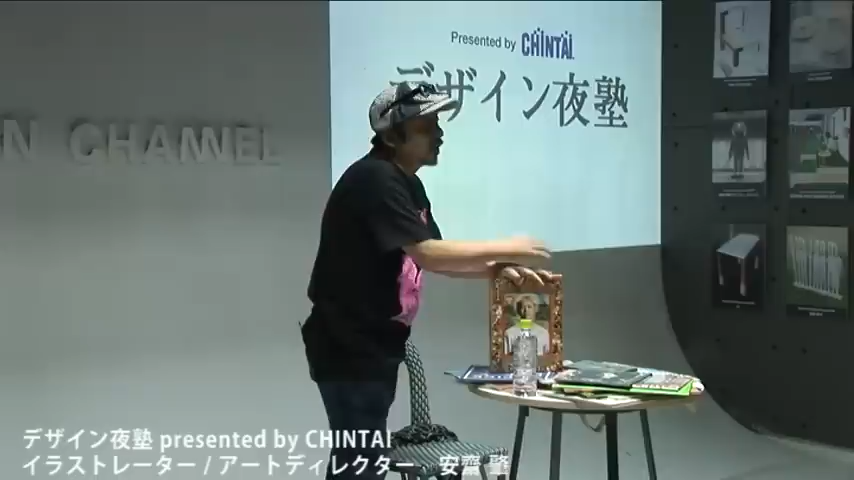 Presented by CHINTAI
デザイン夜塾
N CHANNEL
デザイン夜塾 presented by CHINTAI
イラストレーター / アートディレクター 安齋 肇